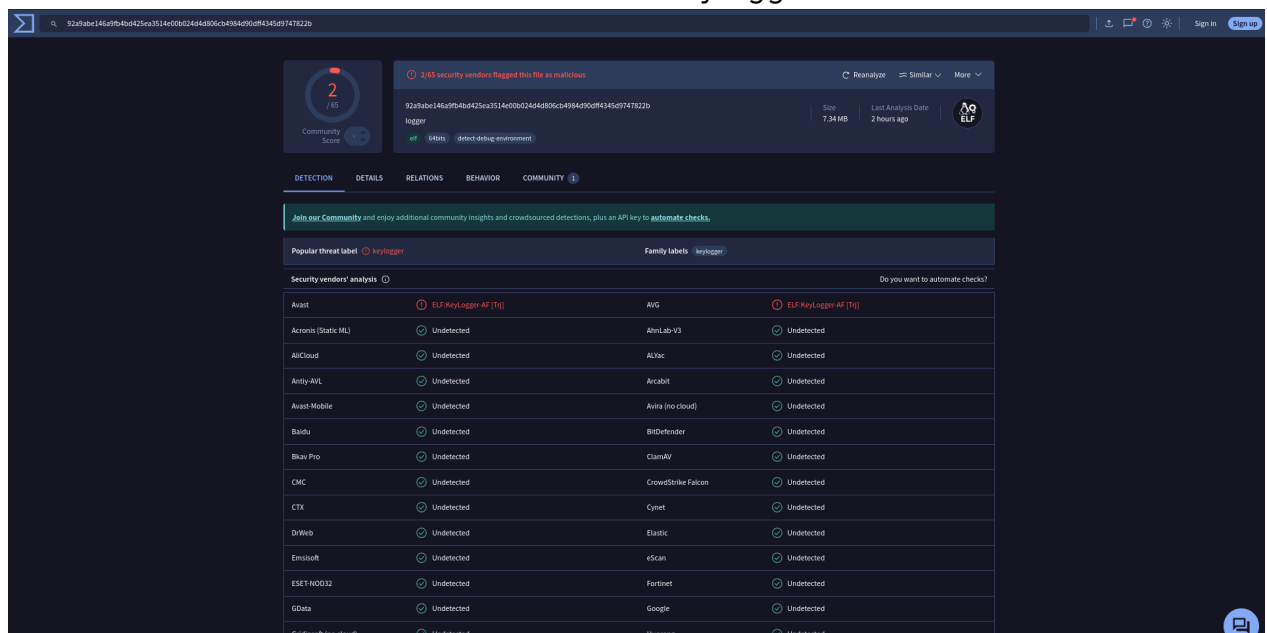 92a9abe146a9fb4bd425ea3514e00b024d4d806cb4984d90dff4345d9747822b
Sign in
Sign up
2
/ 65
Community Score
2/65 security vendors flagged this file as malicious
Reanalyze
Similar
More
92a9abe146a9fb4bd425ea3514e00b024d4d806cb4984d90dff4345d9747822b
logger
elf
64bits
detect-debug-environment
Size
7.34 MB
Last Analysis Date
2 hours ago
ELF
DETECTION
DETAILS
RELATIONS
BEHAVIOR
COMMUNITY 1
Join our Community and enjoy additional community insights and crowdsourced detections, plus an API key to automate checks.
Popular threat label keylogger
Family labels keylogger
Security vendors' analysis
Do you want to automate checks?
Avast ELF:KeyLogger-AF [Trj] AVG ELF:KeyLogger-AF [Trj]
Acronis (Static ML) Undetected AhnLab-V3 Undetected
AliCloud Undetected ALYac Undetected
Antiy-AVL Undetected Arcabit Undetected
Avast-Mobile Undetected Avira (no cloud) Undetected
Baidu Undetected BitDefender Undetected
Bkav Pro Undetected ClamAV Undetected
CMC Undetected CrowdStrike Falcon Undetected
CTX Undetected Cynet Undetected
DrWeb Undetected Elastic Undetected
Emsisoft Undetected eScan Undetected
ESET-NOD32 Undetected Fortinet Undetected
GData Undetected Google Undetected